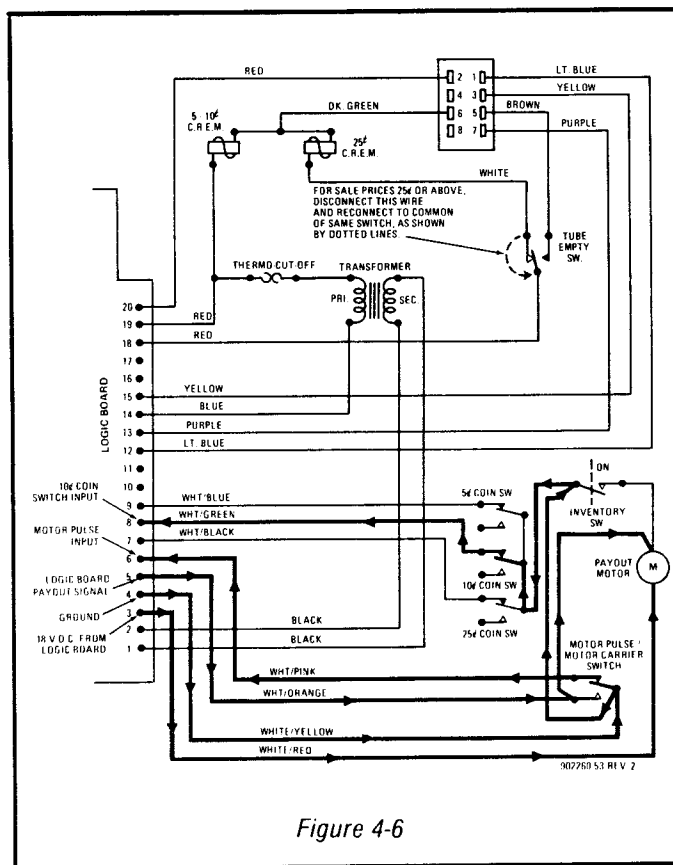 RED
2 1
LT. BLUE
4 3
YELLOW
5 - 10¢
C.R.E.M.
DK. GREEN
6 5
BROWN
8 7
PURPLE
25¢
C.R.E.M.
WHITE
FOR SALE PRICES 25¢ OR ABOVE,
DISCONNECT THIS WIRE
AND RECONNECT TO COMMON
OF SAME SWITCH, AS SHOWN
BY DOTTED LINES.
TUBE
EMPTY
SW.
THERMO-CUT-OFF
TRANSFORMER
PRI.
SEC.
LOGIC BOARD
20
19
RED
18
RED
17
16
15
YELLOW
14
BLUE
13
PURPLE
12
LT. BLUE
11
10
10¢ COIN
SWITCH INPUT
9
WHT/BLUE
5¢ COIN SW
ON
INVENTORY
SW
8
WHT/GREEN
7
WHT/BLACK
MOTOR PULSE
INPUT
6
10¢ COIN SW
PAYOUT
MOTOR
M
LOGIC BOARD
PAYOUT SIGNAL
5
25¢ COIN SW
GROUND
4
18 V.D.C. FROM
LOGIC BOARD
3
2
BLACK
1
BLACK
MOTOR PULSE /
MOTOR CARRIER
SWITCH
WHT/PINK
WHT/ORANGE
WHITE/YELLOW
WHITE/RED
902260 53 REV. 2
Figure 4-6